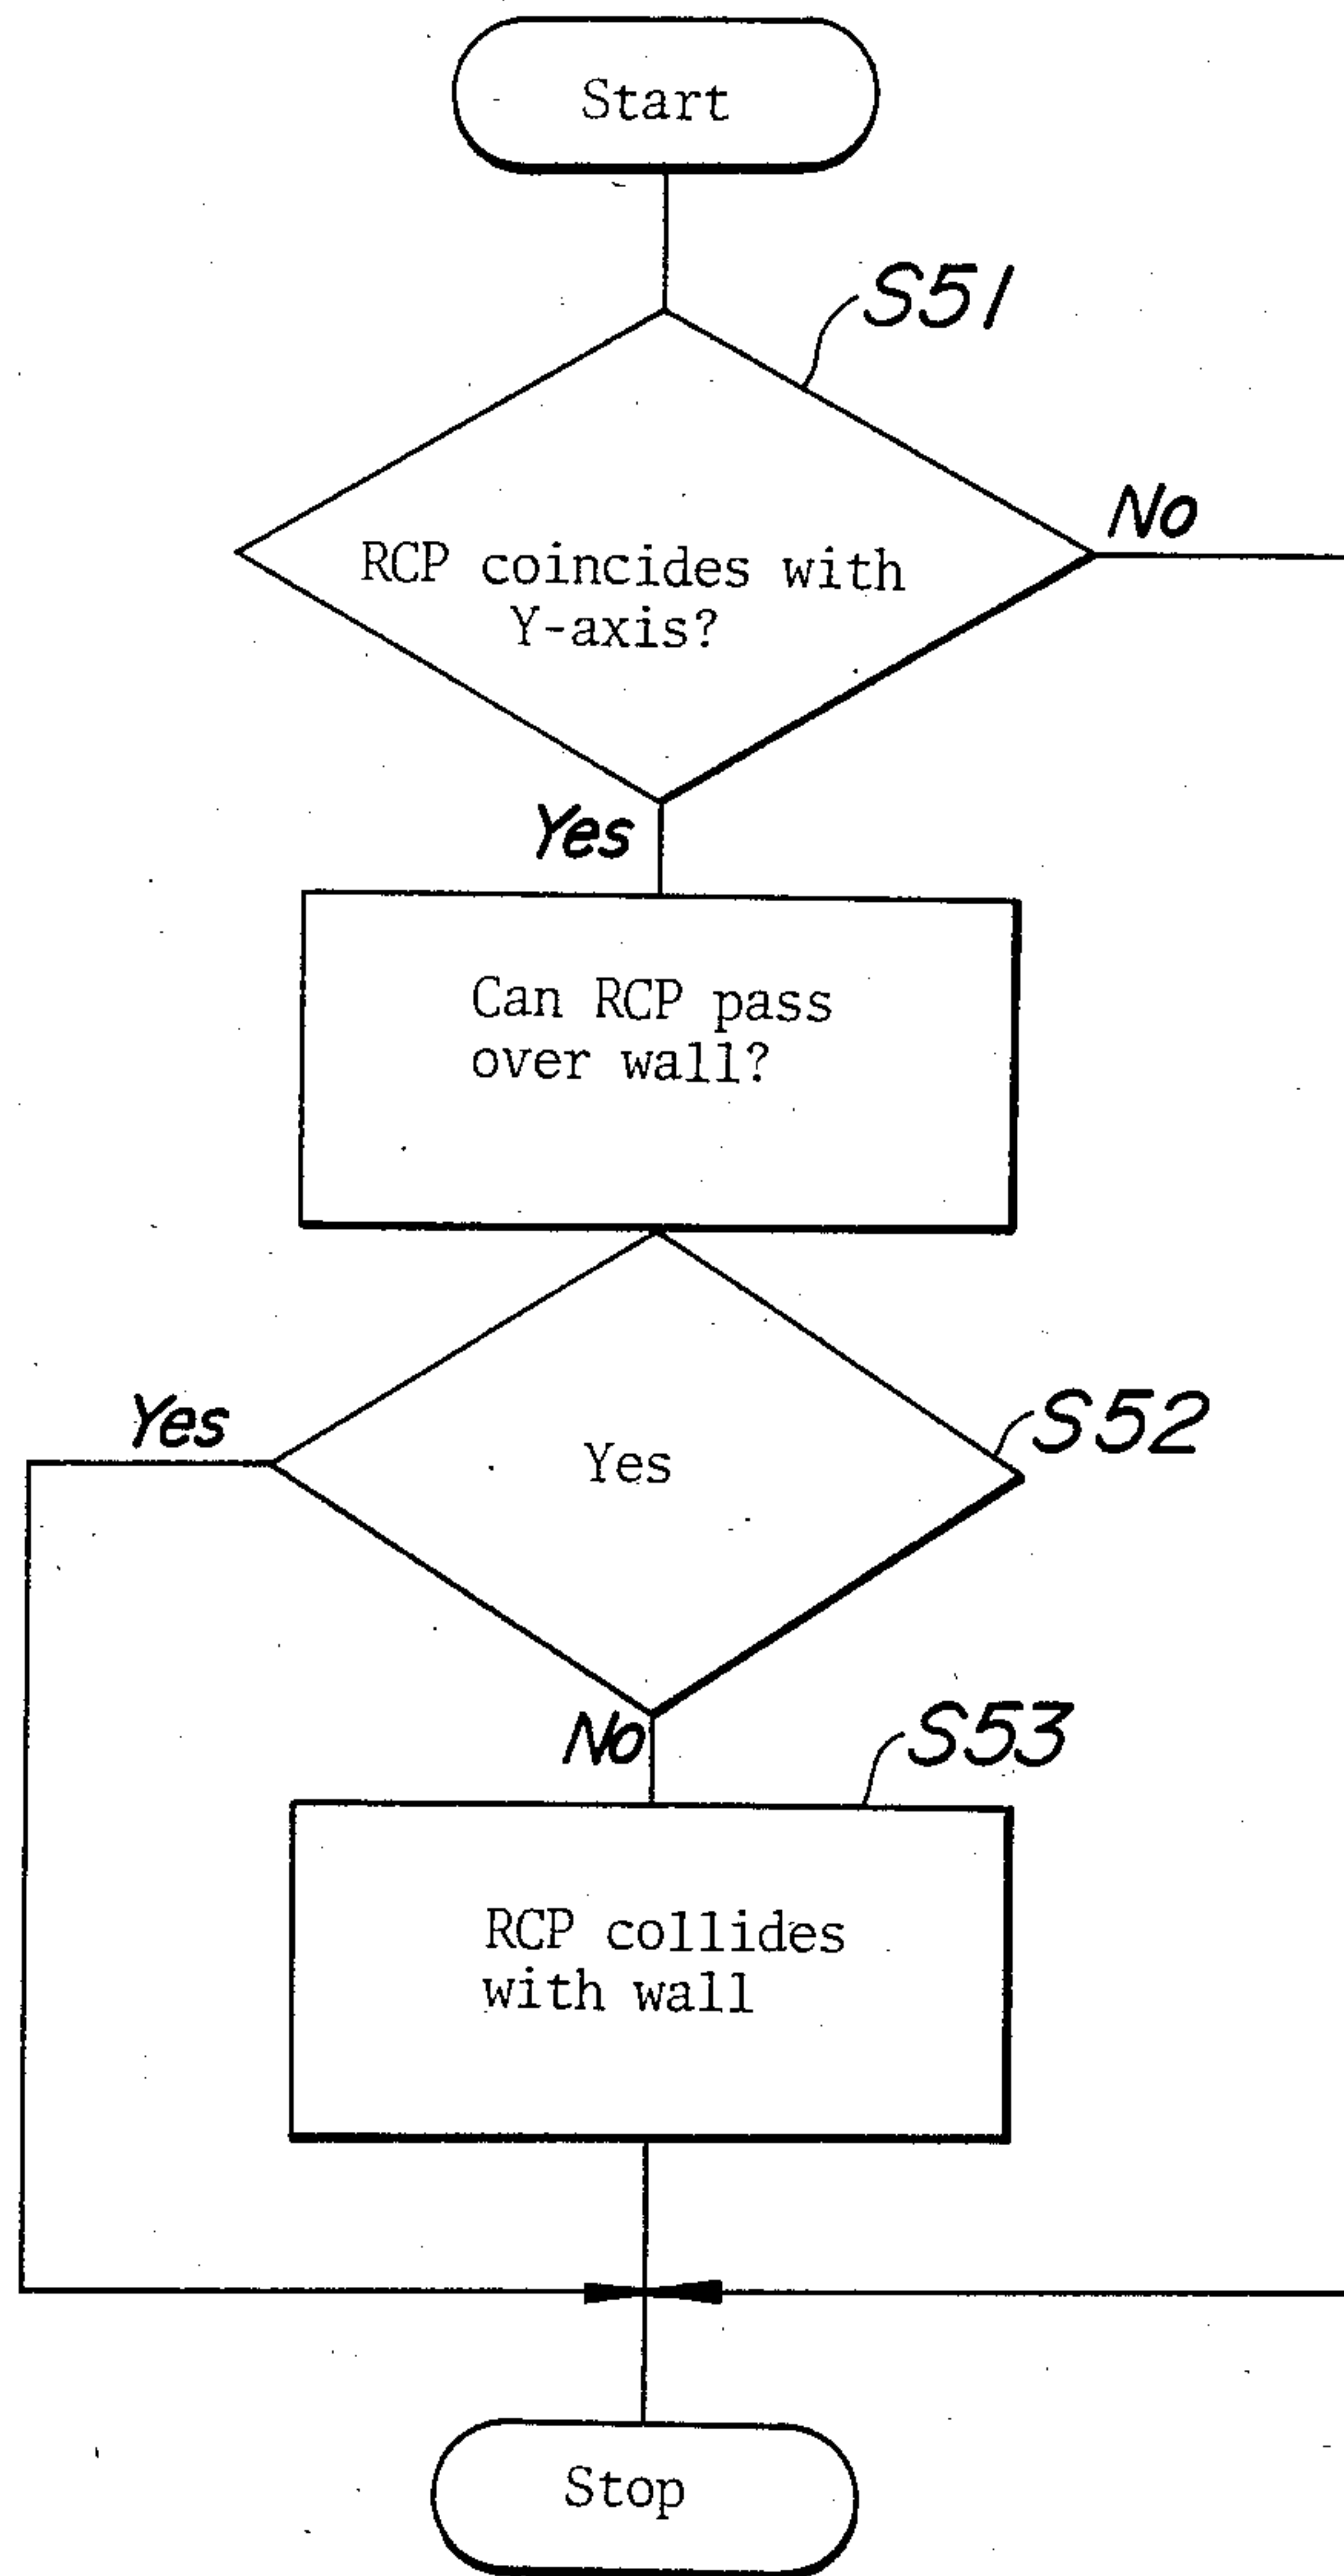 Start
S51
No
RCP coincides with
Y-axis?
Yes
Can RCP pass
over wall?
Yes
Yes
S52
No
S53
RCP collides
with wall
Stop